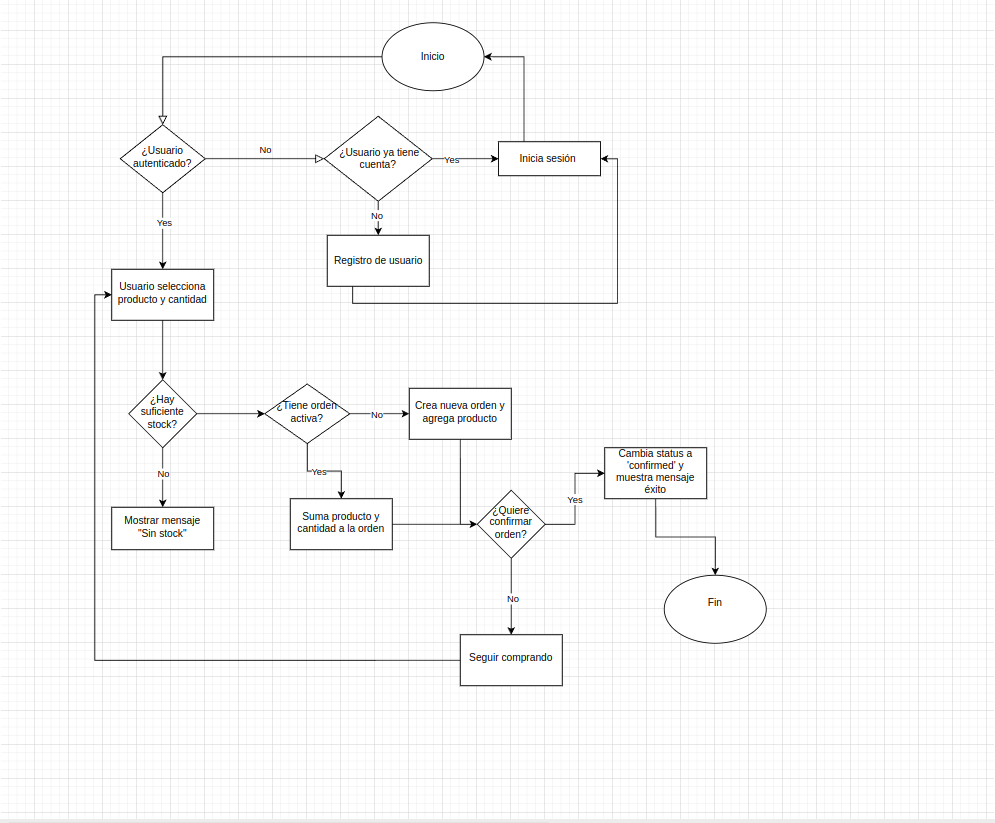 Inicio
¿Usuario
autenticado?
No
¿Usuario ya tiene
cuenta?
Yes
Inicia sesión
No
Yes
Registro de usuario
Usuario selecciona
producto y cantidad
¿Hay
suficiente
stock?
¿Tiene orden
activa?
No
Crea nueva orden y
agrega producto
No
Yes
Mostrar mensaje
"Sin stock"
Suma producto y
cantidad a la orden
¿Quiere
confirmar
orden?
Yes
Cambia status a
'confirmed' y
muestra mensaje
éxito
No
Fin
Seguir comprando